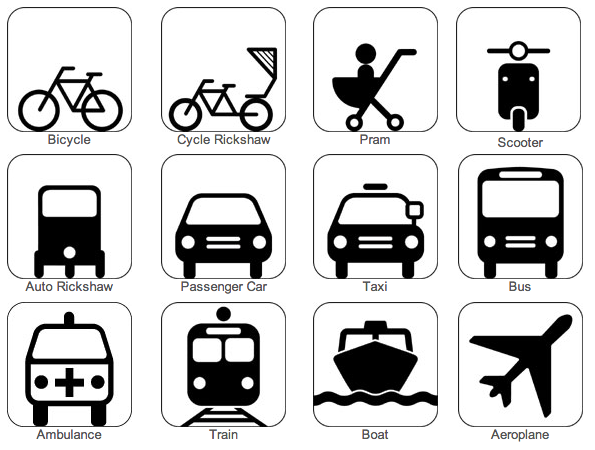 Bicycle
Cycle Rickshaw
Pram
Scooter
Auto Rickshaw
Passenger Car
Taxi
Bus
Ambulance
Train
Boat
Aeroplane